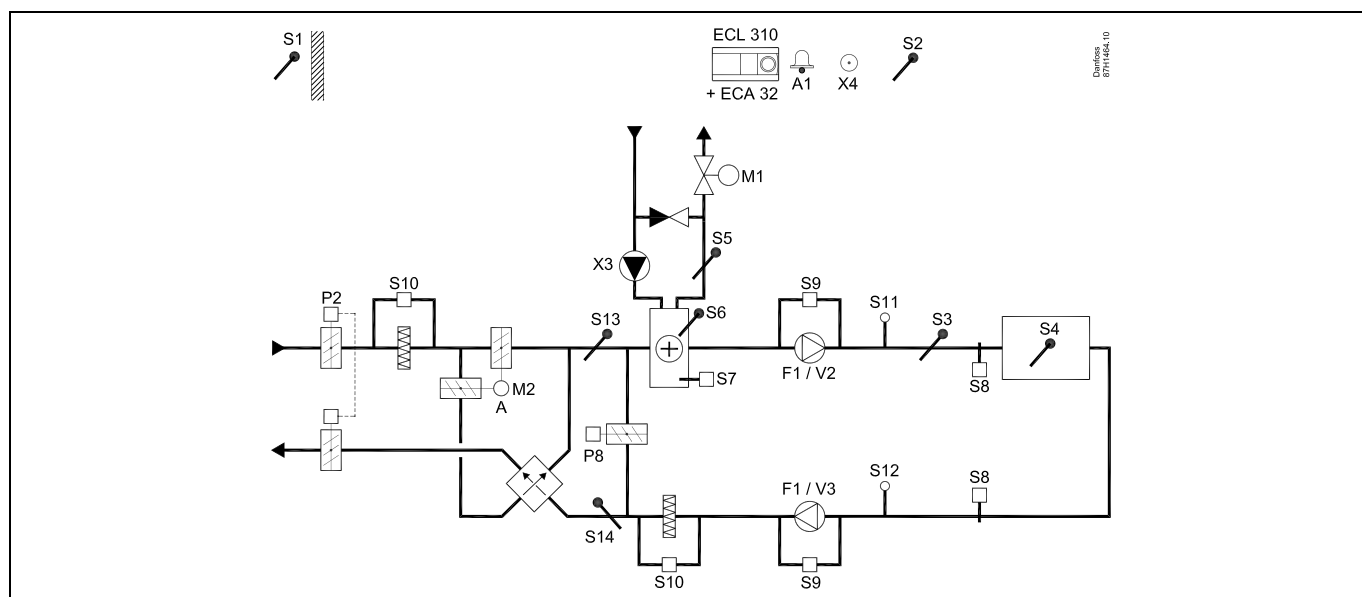 S1
ECL 310
+ ECA 32
A1
X4
S2
Danfoss
87H1464.10
M1
S5
X3
S10
P2
S13
S6
S9
S11
S3
S4
F1 / V2
S7
S8
M2
A
P8
S14
S10
F1 / V3
S9
S12
S8